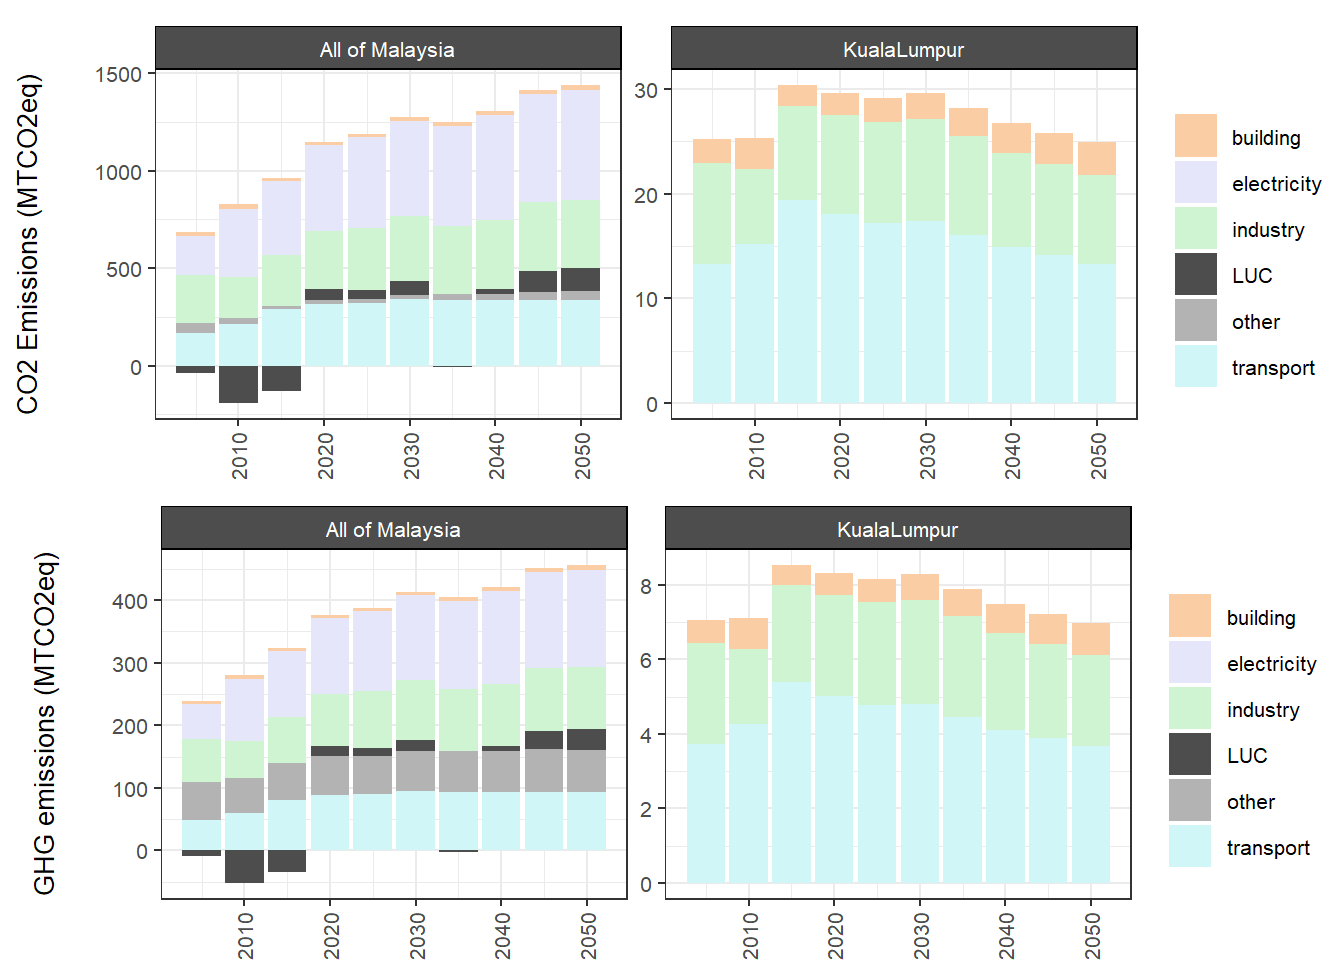 All of Malaysia
KualaLumpur
CO2 Emissions (MTCO2eq)
1500
1000
500
0
30
20
10
0
2010
2020
2030
2040
2050
2010
2020
2030
2040
2050
building
electricity
industry
LUC
other
transport
All of Malaysia
KualaLumpur
GHG emissions (MTCO2eq)
400
300
200
100
0
8
6
4
2
0
2010
2020
2030
2040
2050
2010
2020
2030
2040
2050
building
electricity
industry
LUC
other
transport